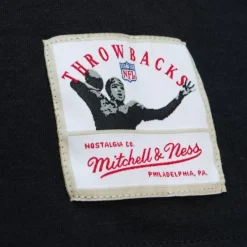 THROWBACKS
NFL
NOSTALGIA CO.
Mitchell & Ness
PHILADELPHIA, PA.